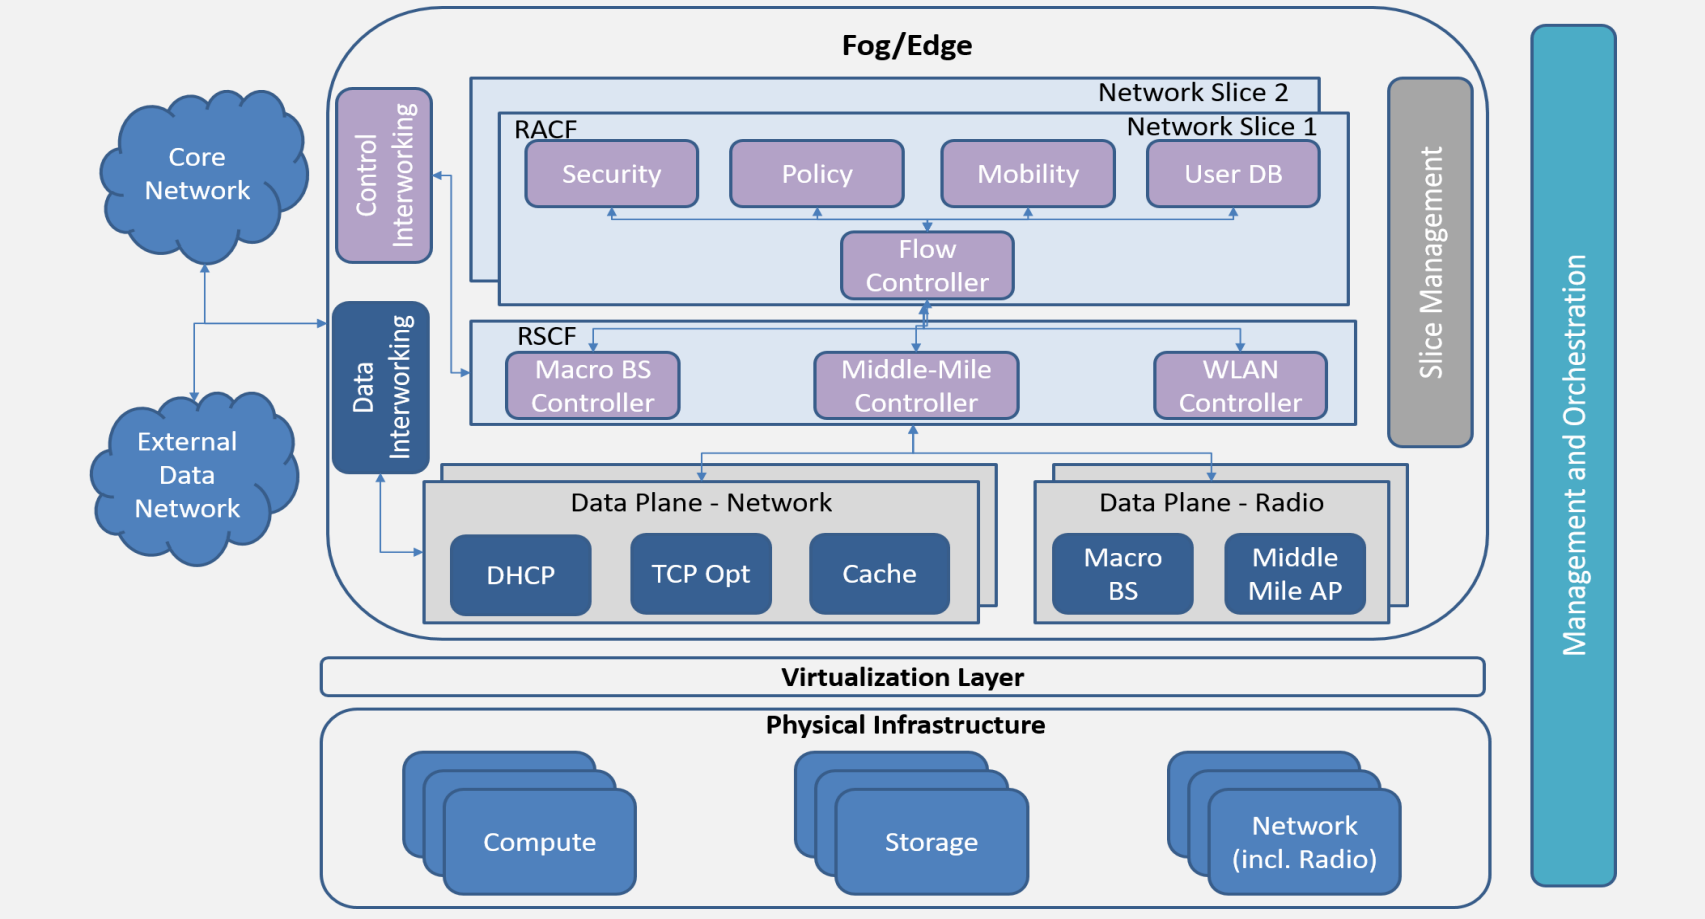 Fog/Edge
Core
Network
External
Data
Network
Control
Interworking
Data
Interworking
Network Slice 2
Network Slice 1
RACF
Security
Policy
Mobility
User DB
Flow
Controller
RSCF
Macro BS
Controller
Middle-Mile
Controller
WLAN
Controller
Data Plane - Network
DHCP
TCP Opt
Cache
Data Plane - Radio
Macro
BS
Middle
Mile AP
Slice Management
Management and Orchestration
Virtualization Layer
Physical Infrastructure
Compute
Storage
Network
(incl. Radio)